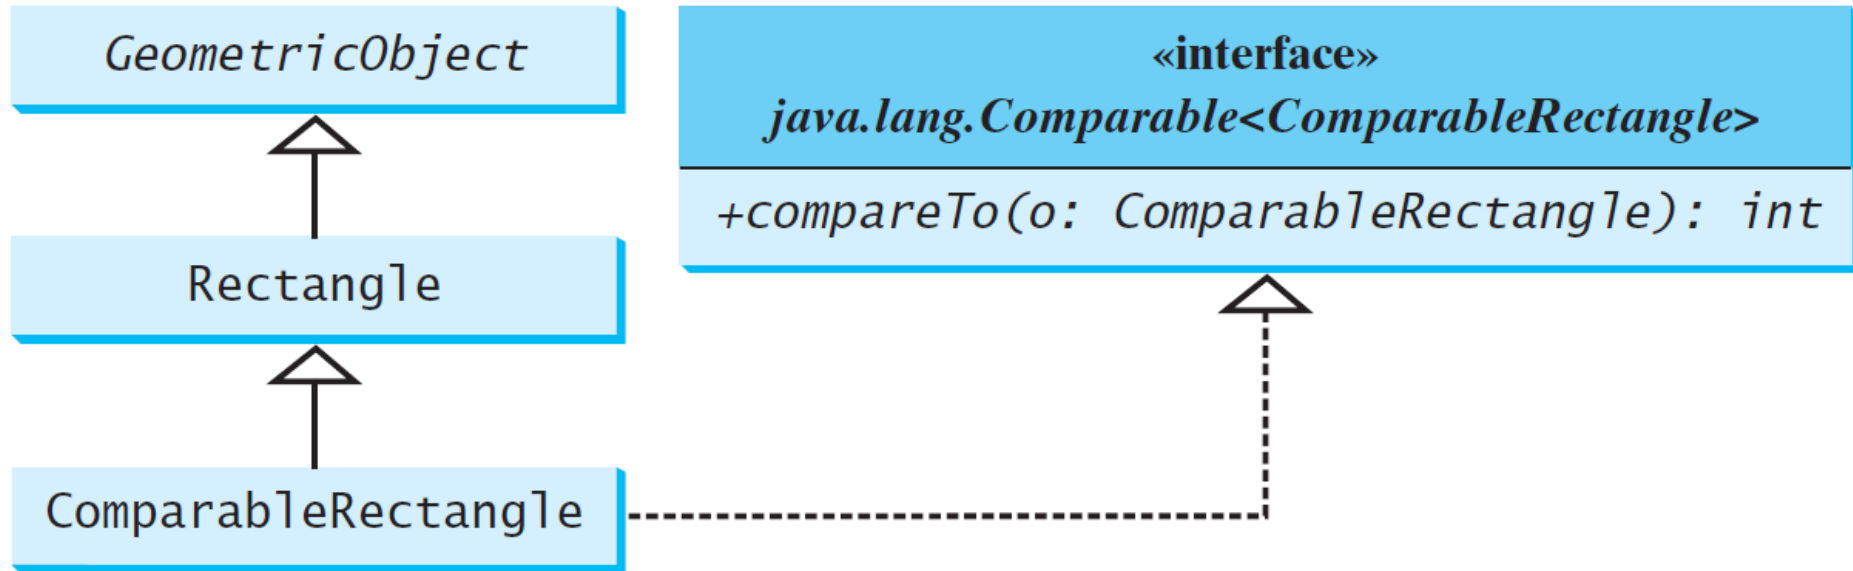 GeometricObject
Rectangle
ComparableRectangle
«interface»
java.lang.Comparable<ComparableRectangle>
+compareTo(o: ComparableRectangle): int